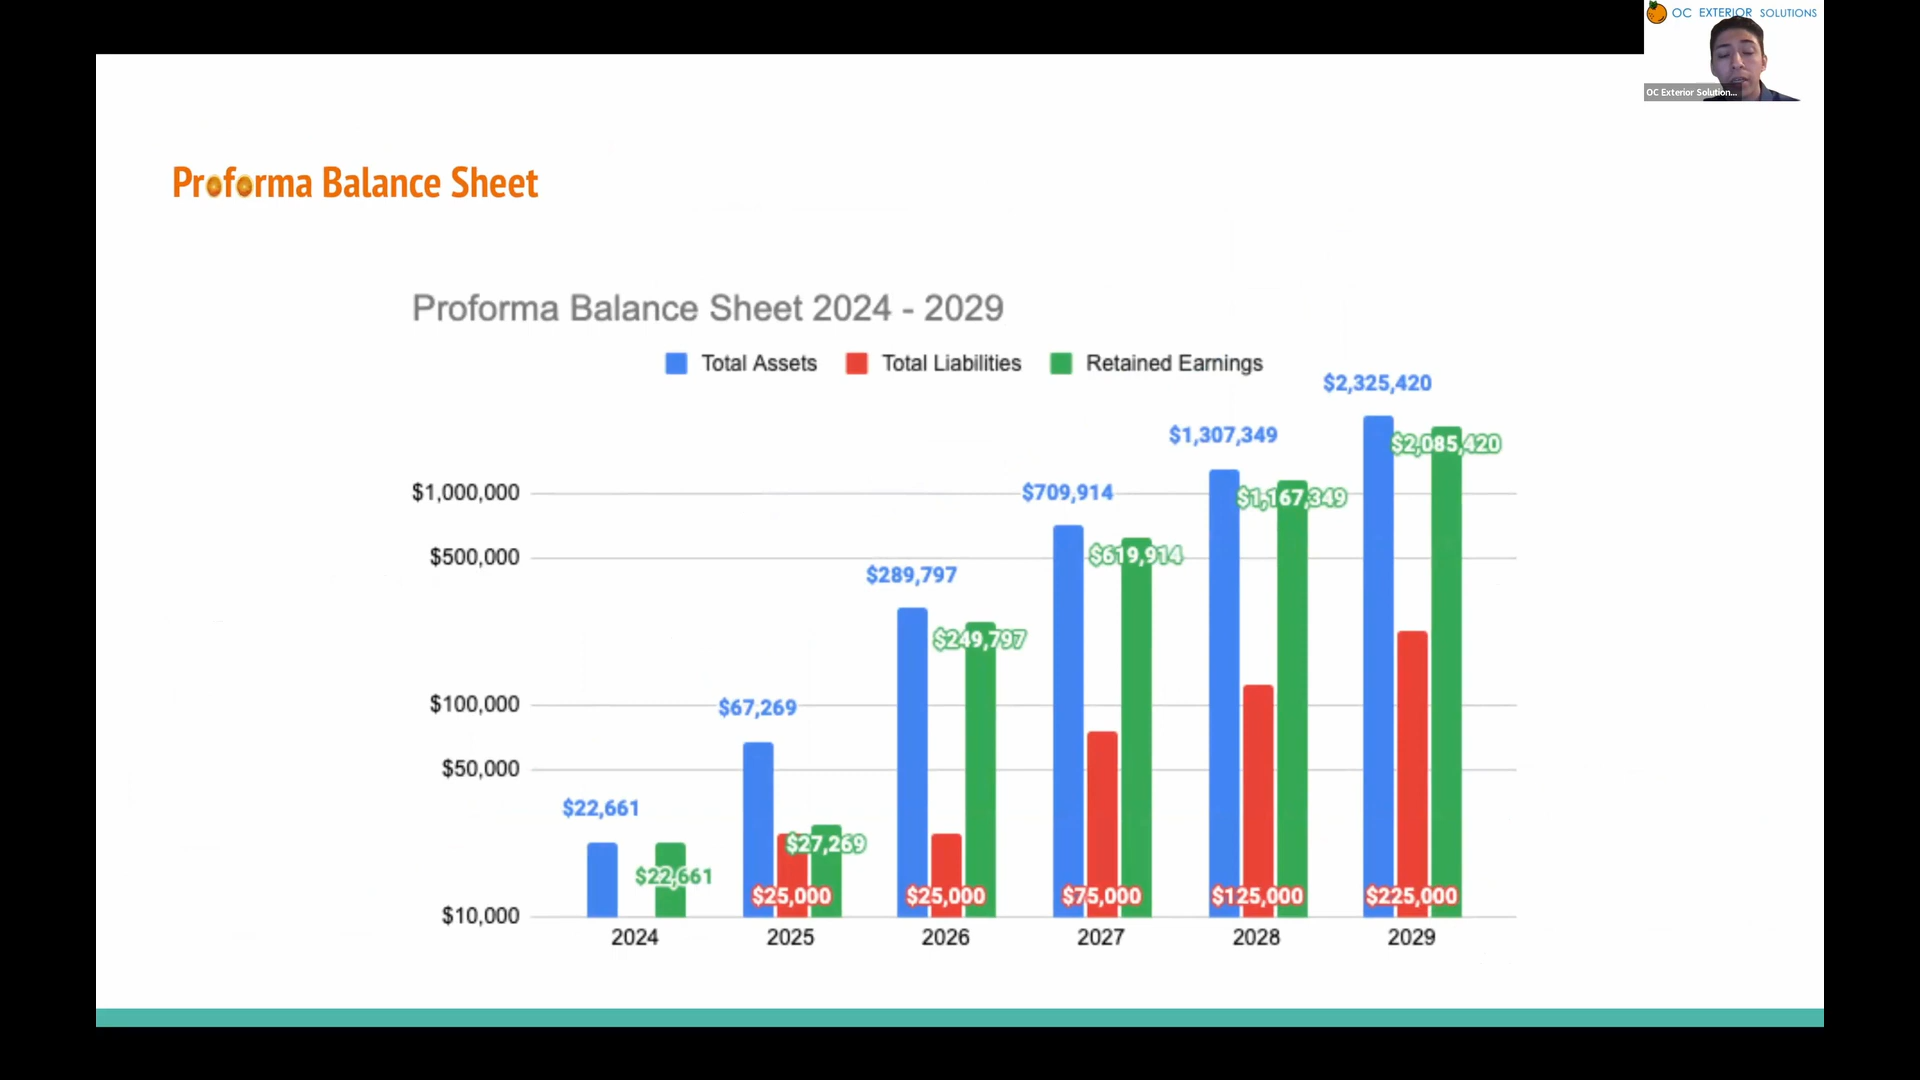 OC EXTERIOR SOLUTIONS
OC Exterior Solution...
Proforma Balance Sheet
Proforma Balance Sheet 2024 - 2029
Total Assets Total Liabilities Retained Earnings
$2,325,420
$1,307,349
$2,085,420
$1,000,000
$709,914
$1,167,349
$500,000
$619,914
$289,797
$249,797
$100,000
$67,269
$50,000
$22,661
$27,269
$22,661
$25,000 $25,000 $75,000 $125,000 $225,000
$10,000
2024 2025 2026 2027 2028 2029